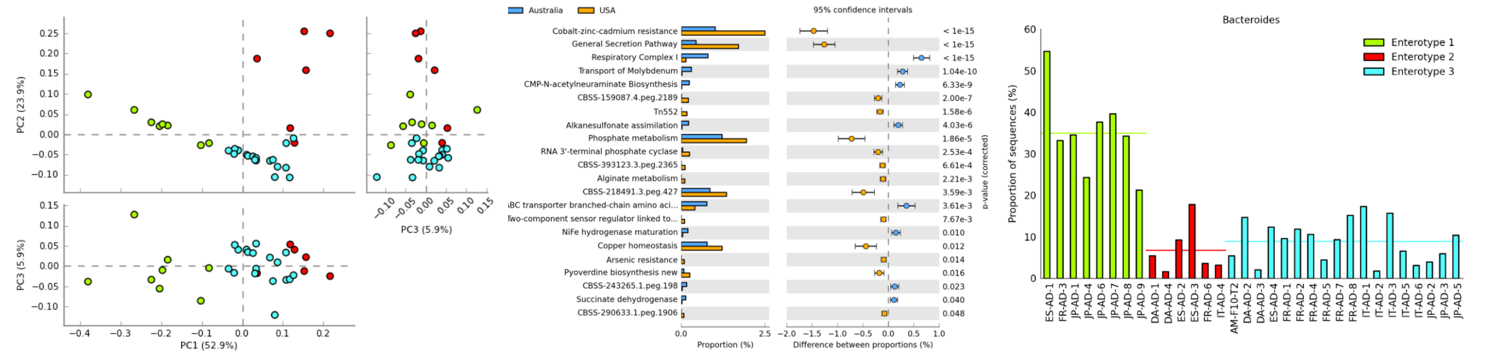 0.25
0.20
0.15
0.10
0.05
0.00
−0.05
−0.10
PC2 (23.9%)
−0.10
−0.05
0.00
0.05
0.10
0.15
PC3 (5.9%)
0.15
0.10
0.05
0.00
−0.05
−0.10
PC3 (5.9%)
−0.4
−0.3
−0.2
−0.1
0.0
0.1
0.2
PC1 (52.9%)
Australia
USA
95% confidence intervals
Cobalt-zinc-cadmium resistance < 1e-15
General Secretion Pathway < 1e-15
Respiratory Complex I < 1e-15
Transport of Molybdenum 1.04e-10
CMP-N-acetylneuraminate Biosynthesis 6.33e-9
CBSS-159087.4.peg.2189 2.00e-7
Tn552 1.58e-6
Alkanesulfonate assimilation 4.03e-6
Phosphate metabolism 1.86e-5
RNA 3'-terminal phosphate cyclase 2.53e-4
CBSS-393123.3.peg.2365 6.61e-4
Alginate metabolism 2.21e-3
CBSS-218491.3.peg.427 3.59e-3
BC transporter branched-chain amino aci... 3.61e-3
Two-component sensor regulator linked to... 7.67e-3
NiFe hydrogenase maturation 0.010
Copper homeostasis 0.012
Arsenic resistance 0.014
Pyoverdine biosynthesis new 0.016
CBSS-243265.1.peg.198 0.023
Succinate dehydrogenase 0.040
CBSS-290633.1.peg.1906 0.048
p-value (corrected)
0.0 2.5
Proportion (%)
−2.0 −1.5 −1.0 −0.5 0.0 0.5 1.0
Difference between proportions (%)
Bacteroides
Enterotype 1
Enterotype 2
Enterotype 3
60
50
40
30
20
10
0
Proportion of sequences (%)
ES-AD-1
FR-AD-3
JP-AD-1
JP-AD-4
JP-AD-6
JP-AD-7
JP-AD-8
JP-AD-9
DA-AD-1
DA-AD-4
ES-AD-2
ES-AD-3
FR-AD-6
IT-AD-4
AM-F10-T2
DA-AD-2
DA-AD-3
ES-AD-4
FR-AD-1
FR-AD-2
FR-AD-4
FR-AD-5
FR-AD-7
FR-AD-8
IT-AD-1
IT-AD-2
IT-AD-3
IT-AD-5
IT-AD-6
JP-AD-2
JP-AD-3
JP-AD-5